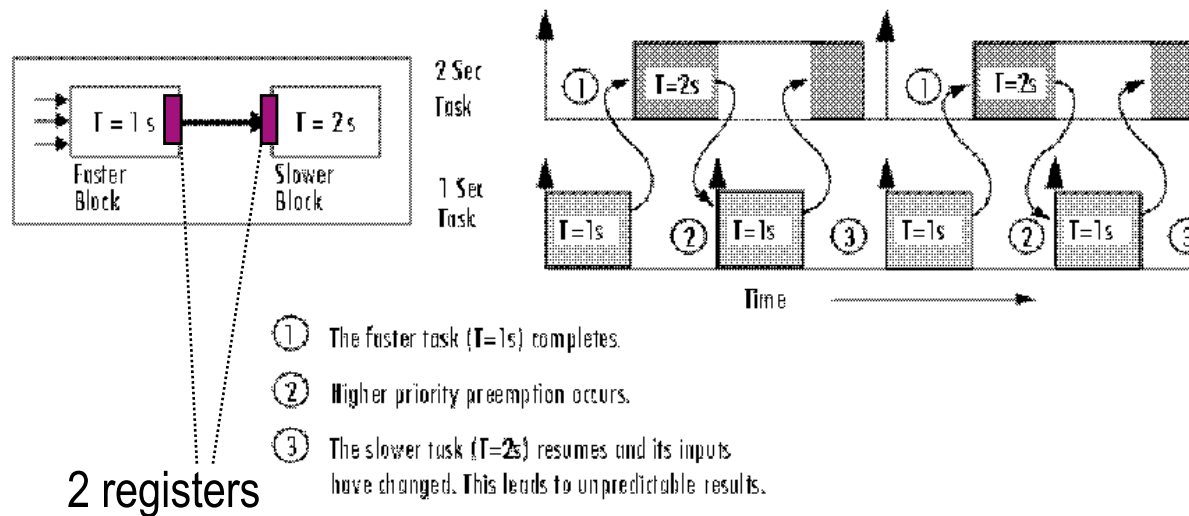 T = 1 s
T = 2s
Faster
Block
Slower
Block
2 Sec
Task
1
T=2s
1
T=2s
1 Sec
Task
T=1s
2
T=1s
3
T=1s
2
T=1s
3
Time
1 The faster task (T=1s) completes.
2 Higher priority preemption occurs.
3 The slower task (T=2s) resumes and its inputs
have changed. This leads to unpredictable results.
2 registers